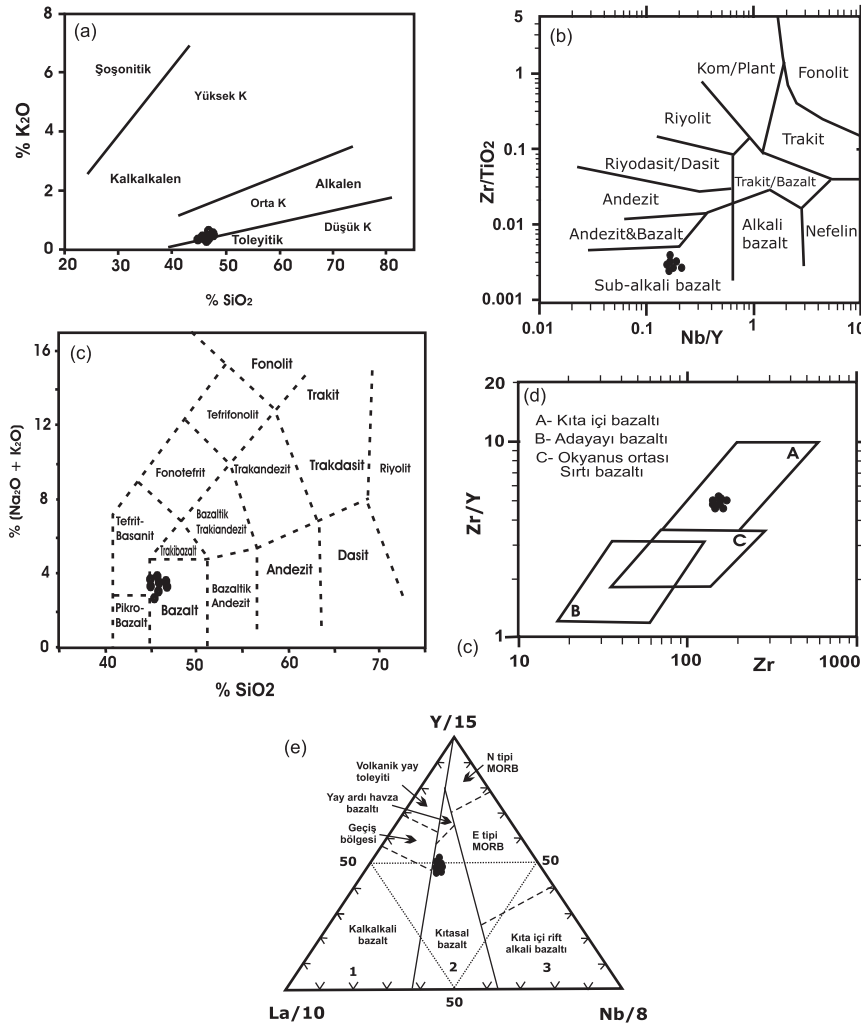 (a)
% K2O
8
6
4
2
0
Şoşonitik
Yüksek K
Kalkalkalen
Alkalen
Orta K
Düşük K
Toleyitik
20 30 40 50 60 70 80
% SiO2
(b)
Zr/TiO2
5
1
0.1
0.01
0.001
Kom/Plant
Fonolit
Riyolit
Trakit
Riyodasit/Dasit
Trakit/Bazalt
Andezit
Andezit&Bazalt
Alkali
bazalt
Nefelin
Sub-alkali bazalt
0.01 0.1 1 10
Nb/Y
(c)
% (Na2O + K2O)
16
12
8
4
0
Fonolit
Trakit
Tefrifonolit
Fonotefrit
Trakandezit
Trakdasit
Riyolit
Tefrit-
Basanit
Bazaltik
Trakiandezit
Trakibazalt
Pikro-
Bazalt
Bazalt
Bazaltik
Andezit
Andezit
Dasit
40 50 60 70
% SiO2
(d)
Zr/Y
20
10
1
A- Kıta içi bazaltı
B- Adayayı bazaltı
C- Okyanus ortası
Sırtı bazaltı
A
C
B
(c)
10 100 1000
Zr
(e)
Y/15
Volkanik yay
toleyiti
N tipi
MORB
Yay ardı havza
bazaltı
Geçiş
bölgesi
E tipi
MORB
50 50
Kalkalkali
bazalt
Kıtasal
bazalt
Kıta içi rift
alkali bazaltı
1 2 3
50
La/10 Nb/8